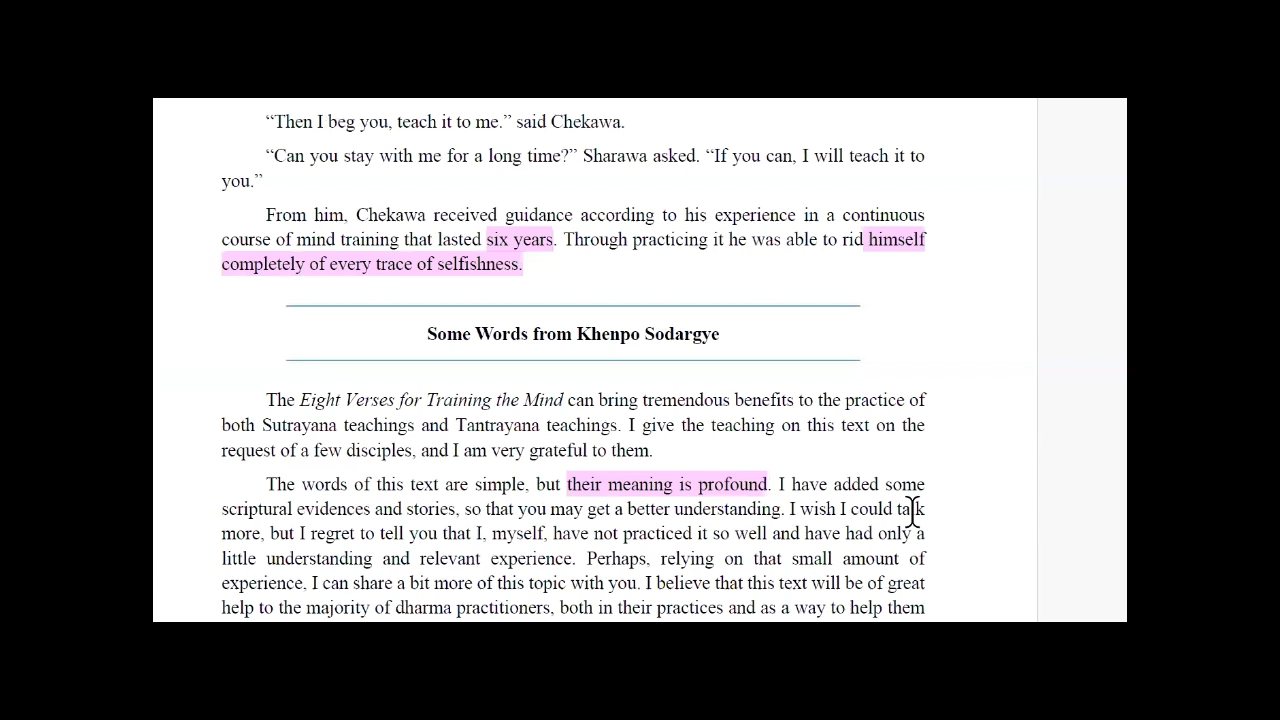 “Then I beg you, teach it to me.” said Chekawa.
“Can you stay with me for a long time?” Sharawa asked. “If you can, I will teach it to
you.”
From him, Chekawa received guidance according to his experience in a continuous
course of mind training that lasted six years. Through practicing it he was able to rid himself
completely of every trace of selfishness.
Some Words from Khenpo Sodargye
The Eight Verses for Training the Mind can bring tremendous benefits to the practice of
both Sutrayana teachings and Tantrayana teachings. I give the teaching on this text on the
request of a few disciples, and I am very grateful to them.
The words of this text are simple, but their meaning is profound. I have added some
scriptural evidences and stories, so that you may get a better understanding. I wish I could talk
more, but I regret to tell you that I, myself, have not practiced it so well and have had only a
little understanding and relevant experience. Perhaps, relying on that small amount of
experience, I can share a bit more of this topic with you. I believe that this text will be of great
help to the majority of dharma practitioners, both in their practices and as a way to help them